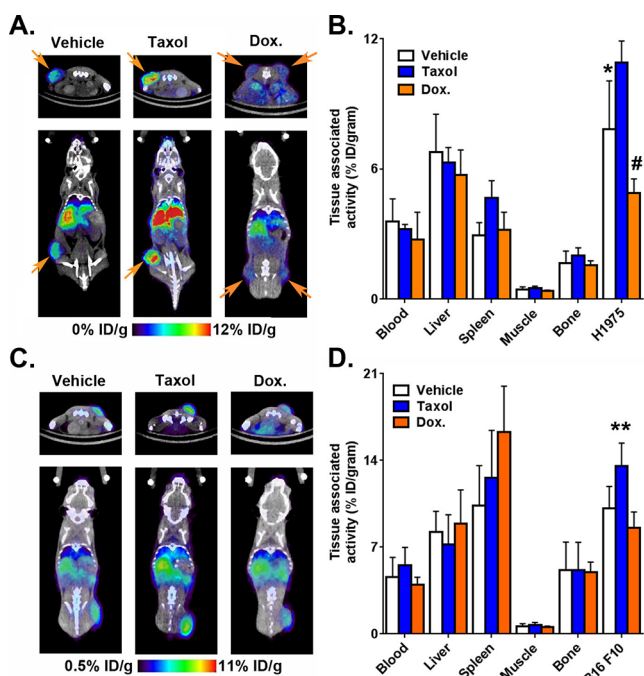 A.
Vehicle
Taxol
Dox.
0% ID/g
12% ID/g
B.
Tissue associated
activity (% ID/gram)
12
6
0
Vehicle
Taxol
Dox.
*
#
Blood
Liver
Spleen
Muscle
Bone
H1975
C.
Vehicle
Taxol
Dox.
0.5% ID/g
11% ID/g
D.
Tissue associated
activity (% ID/gram)
21
14
7
0
Vehicle
Taxol
Dox.
**
Blood
Liver
Spleen
Muscle
Bone
16 F10